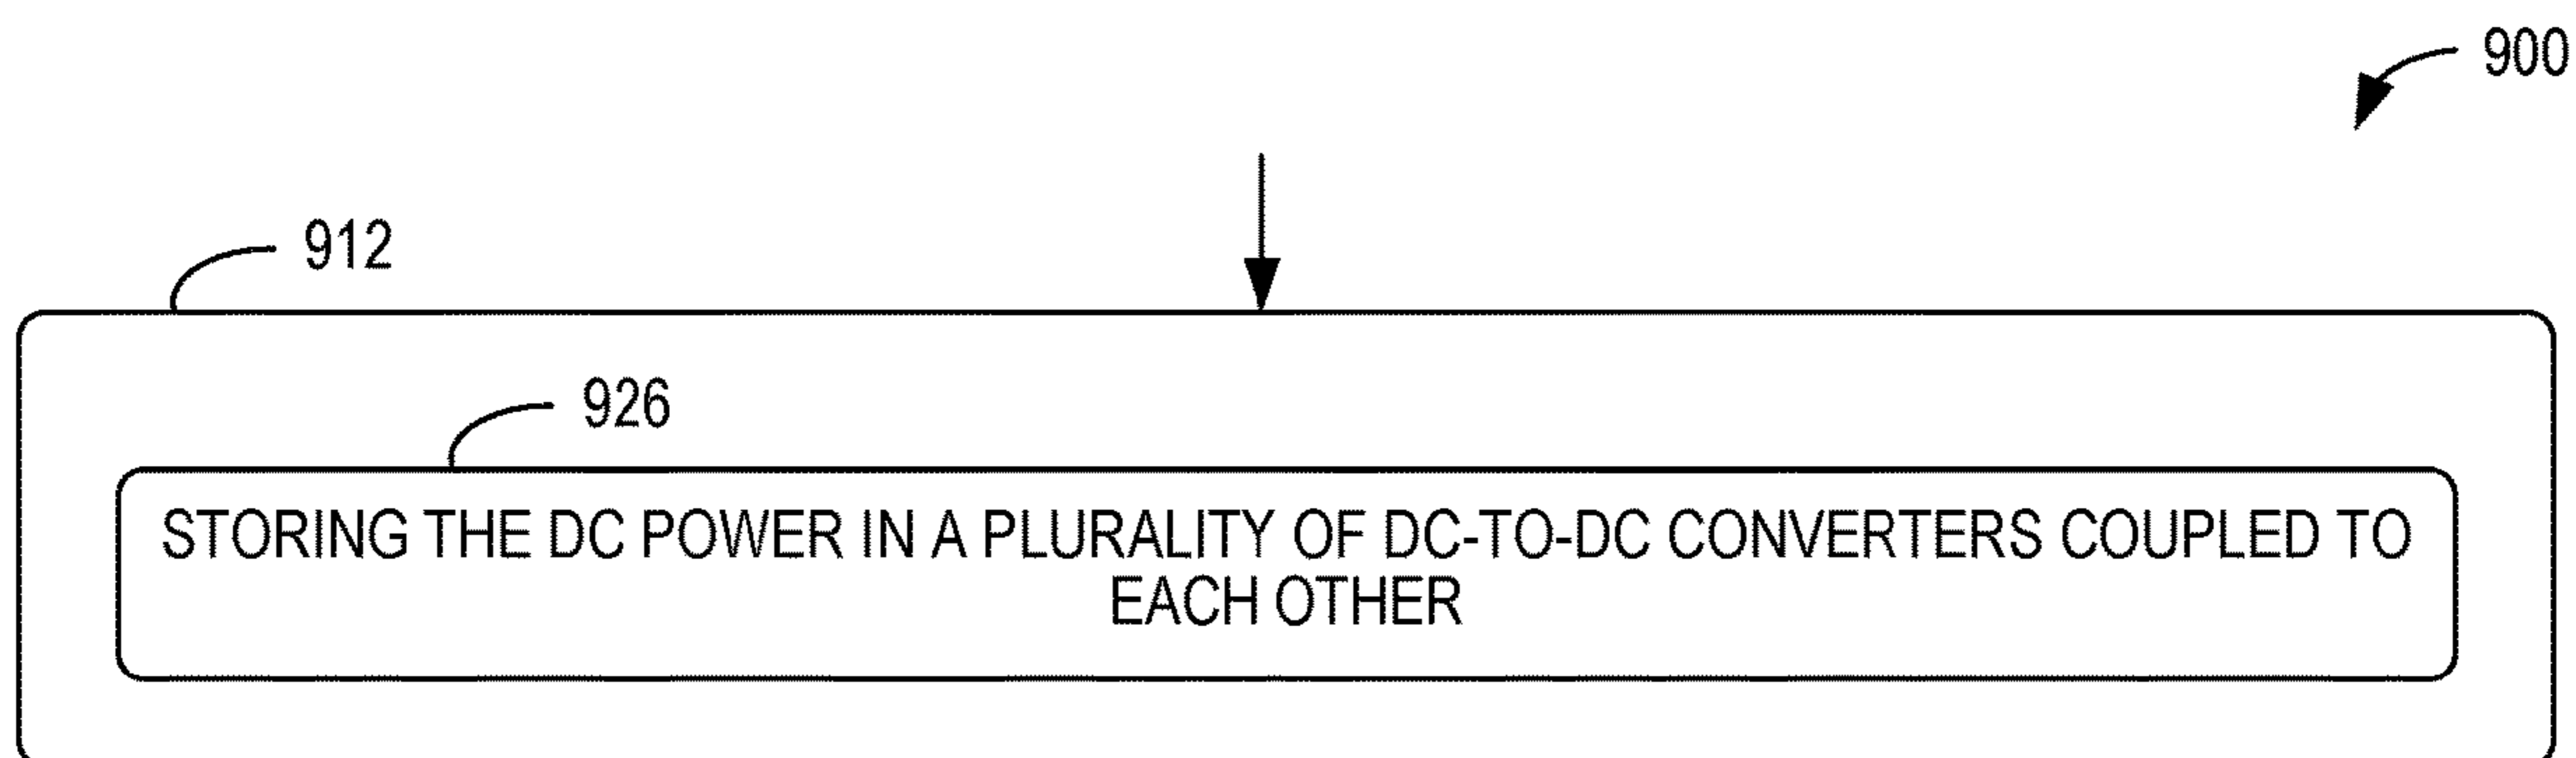 900
912
926
STORING THE DC POWER IN A PLURALITY OF DC-TO-DC CONVERTERS COUPLED TO
EACH OTHER